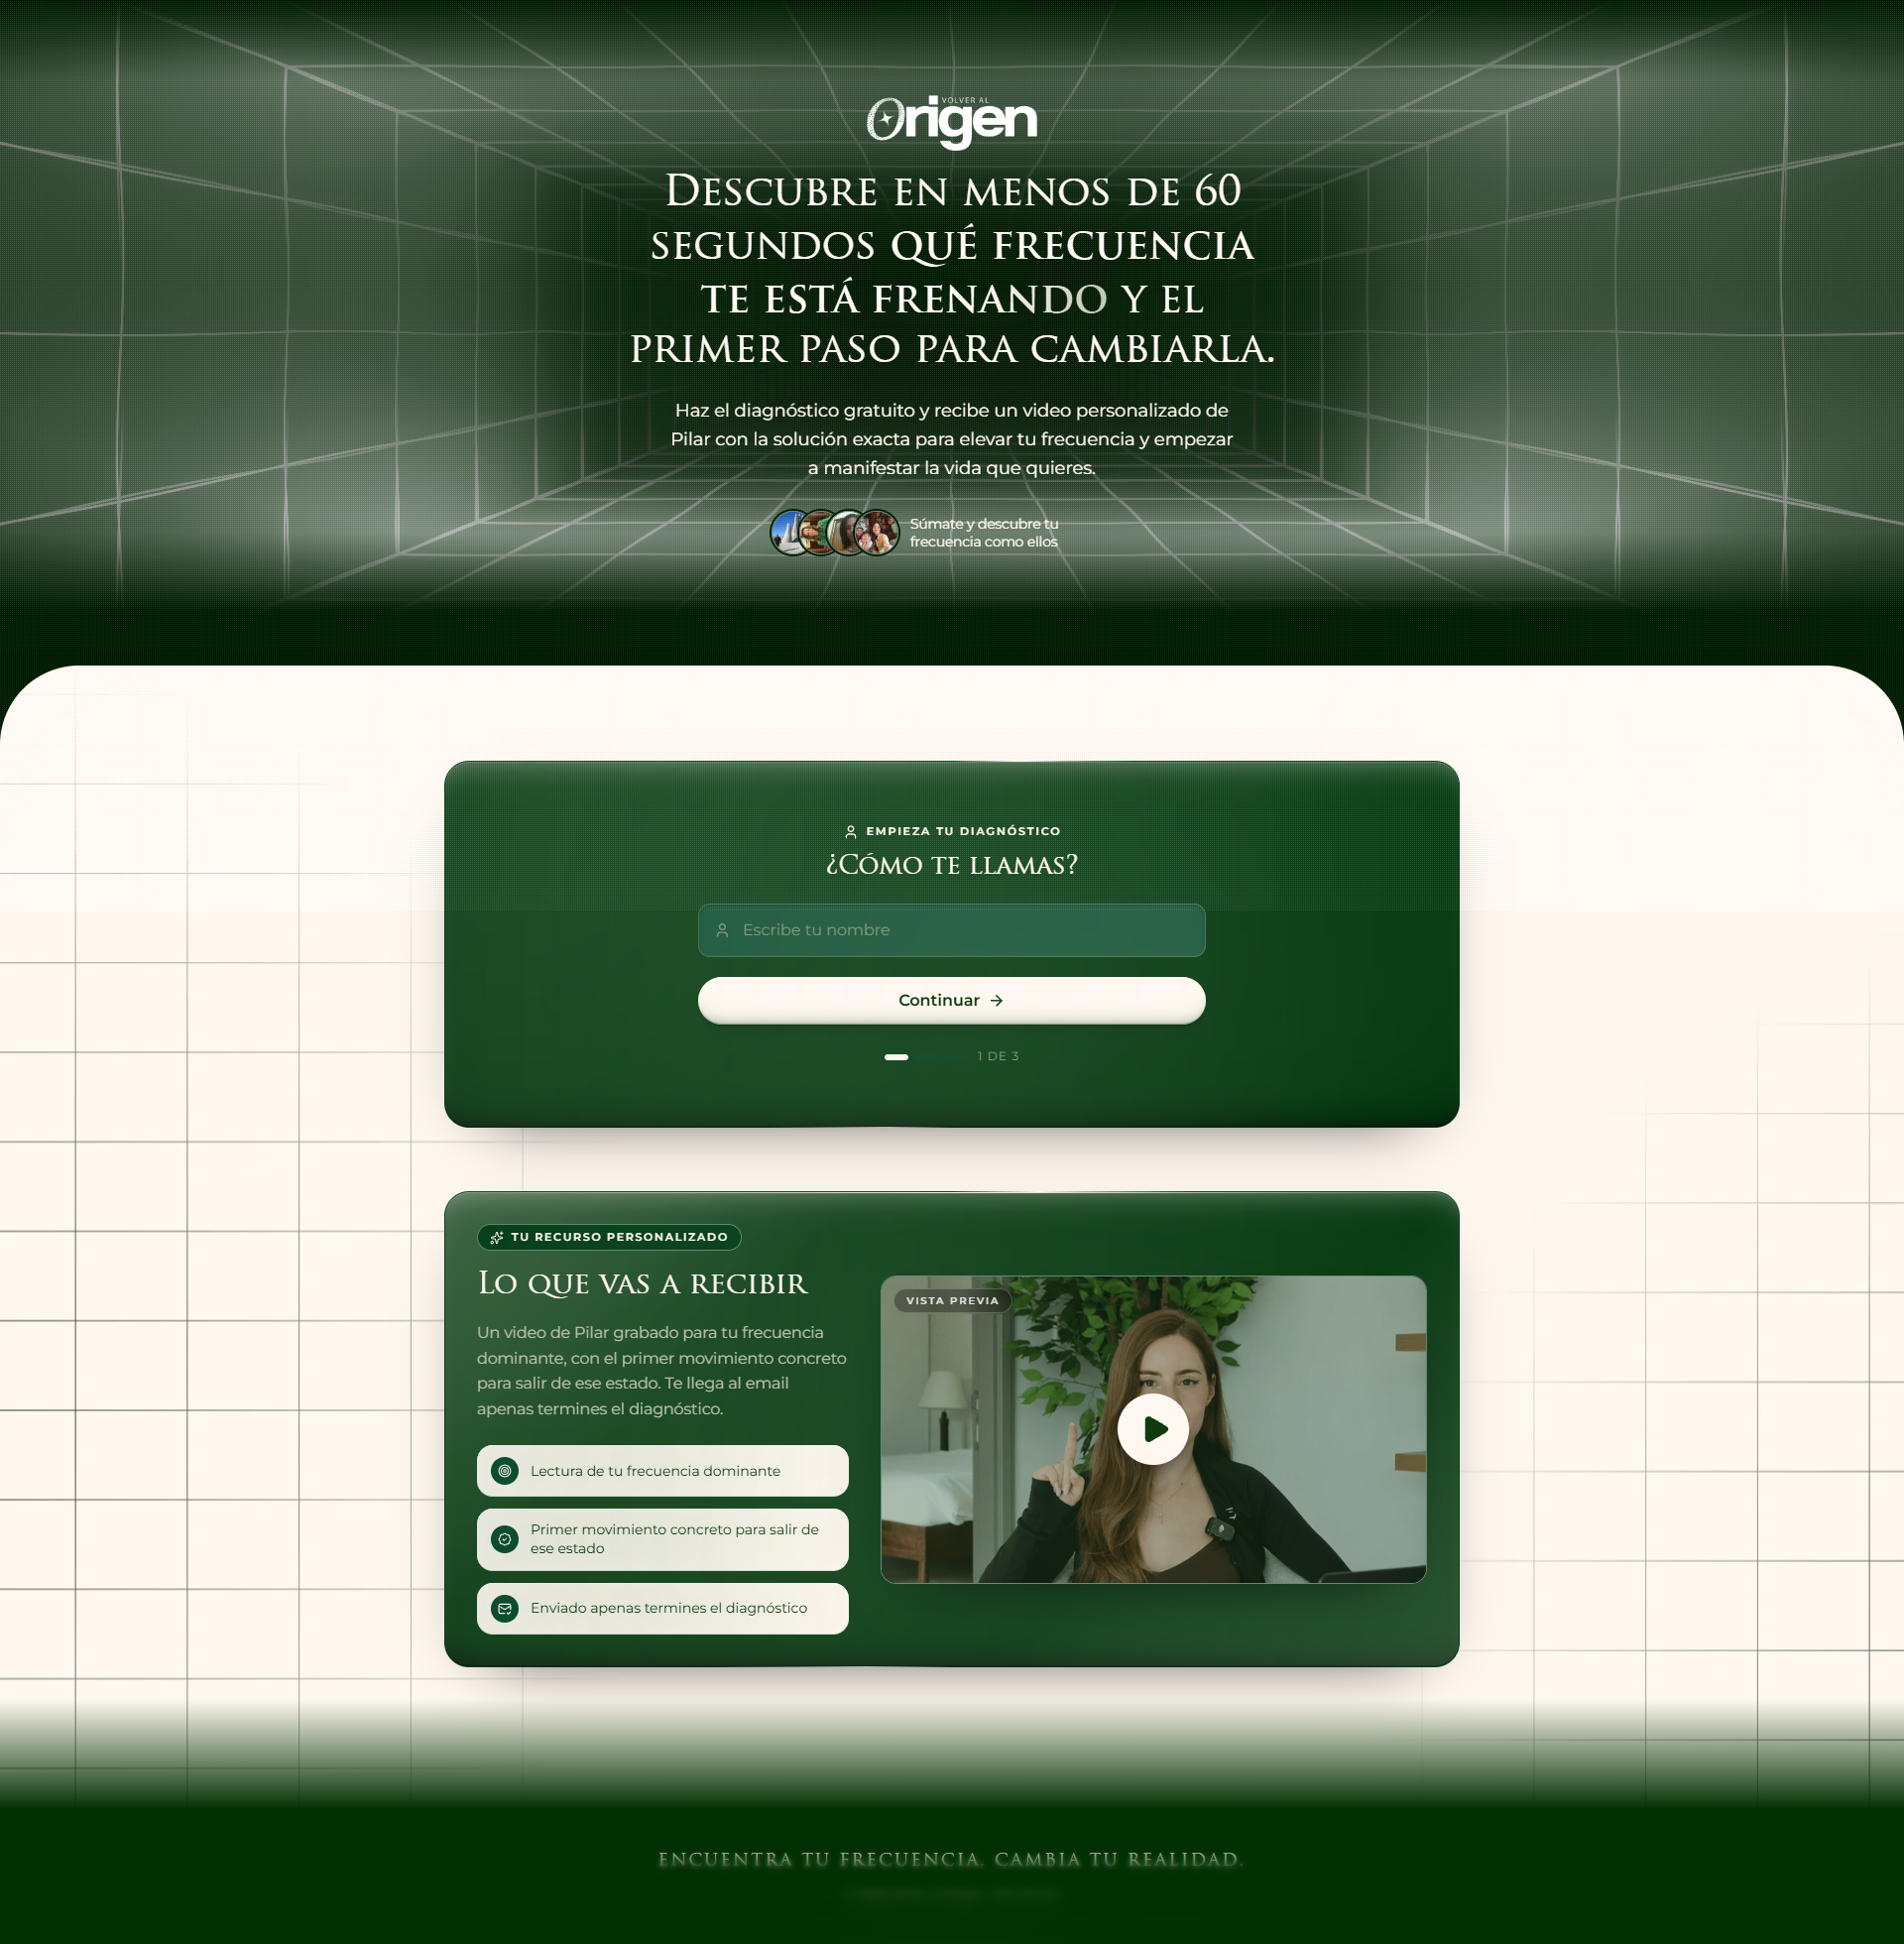 VOLVER AL
Origen
Descubre en menos de 60
segundos qué frecuencia
te está frenando y el
primer paso para cambiarla.
Haz el diagnóstico gratuito y recibe un video personalizado de
Pilar con la solución exacta para elevar tu frecuencia y empezar
a manifestar la vida que quieres.
Súmate y descubre tu
frecuencia como ellos
EMPIEZA TU DIAGNÓSTICO
¿Cómo te llamas?
Escribe tu nombre
Continuar →
1 DE 3
TU RECURSO PERSONALIZADO
Lo que vas a recibir
Un video de Pilar grabado para tu frecuencia
dominante, con el primer movimiento concreto
para salir de ese estado. Te llega al email
apenas termines el diagnóstico.
Lectura de tu frecuencia dominante
Primer movimiento concreto para salir de
ese estado
Enviado apenas termines el diagnóstico
VISTA PREVIA
ENCUENTRA TU FRECUENCIA. CAMBIA TU REALIDAD.